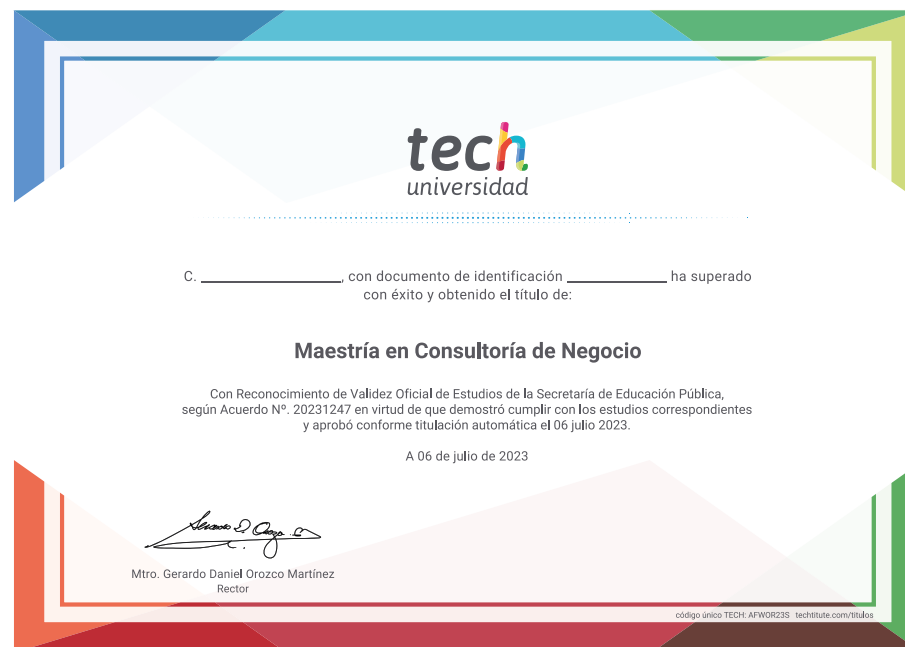 tech
universidad
C. ________________, con documento de identificación ____________ ha superado
con éxito y obtenido el título de:
Maestría en Consultoría de Negocio
Con Reconocimiento de Validez Oficial de Estudios de la Secretaría de Educación Pública,
según Acuerdo Nº. 20231247 en virtud de que demostró cumplir con los estudios correspondientes
y aprobó conforme titulación automática el 06 julio 2023.
A 06 de julio de 2023
Mtro. Gerardo Daniel Orozco Martínez
Rector
código único TECH: AFWOR23S techtitute.com/titulos